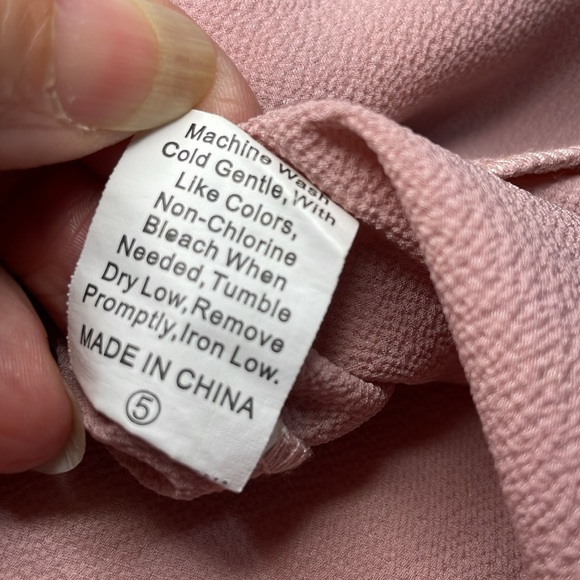 Machine Wash
Cold Gentle, With
Like Colors,
Non-Chlorine
Bleach When
Needed, Tumble
Dry Low, Remove
Promptly, Iron Low.
MADE IN CHINA
5